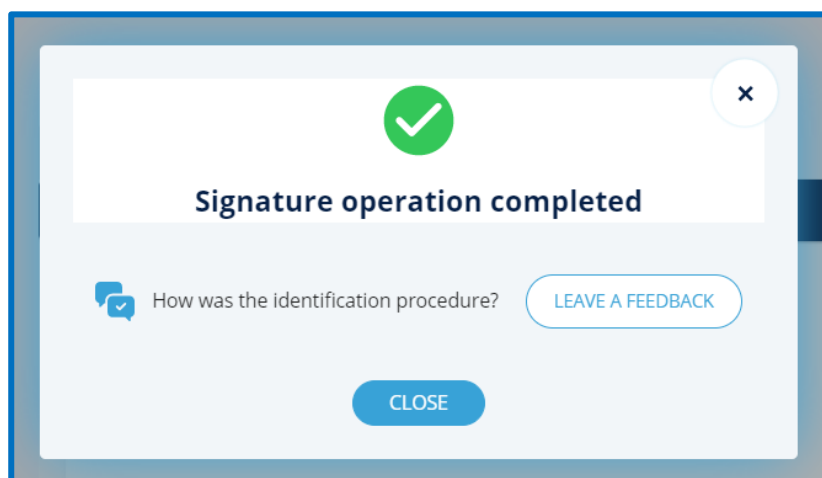 Signature operation completed
How was the identification procedure?
LEAVE A FEEDBACK
CLOSE